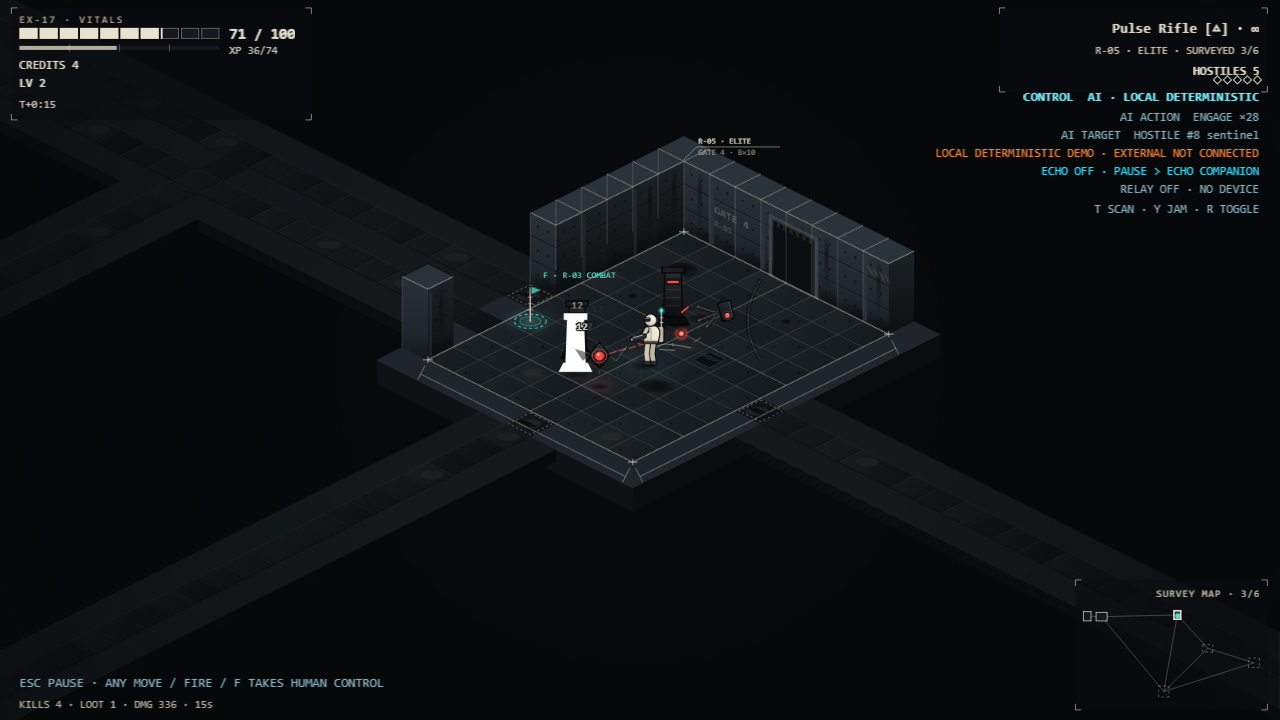 EX-17 · VITALS
71 / 100
XP 36/74
CREDITS 4
LV 2
T+0:15
Pulse Rifle [▲] · ∞
R-05 · ELITE · SURVEYED 3/6
HOSTILES 5
◇◇◇◇◇
CONTROL  AI · LOCAL DETERMINISTIC
AI ACTION  ENGAGE ×28
AI TARGET  HOSTILE #8 sentinel
LOCAL DETERMINISTIC DEMO · EXTERNAL NOT CONNECTED
ECHO OFF · PAUSE > ECHO COMPANION
RELAY OFF · NO DEVICE
T SCAN · Y JAM · R TOGGLE
R-05 · ELITE
GATE 4 · 8×10
GATE 4
R-05
F · R-03 COMBAT
12
12
SURVEY MAP · 3/6
ESC PAUSE · ANY MOVE / FIRE / F TAKES HUMAN CONTROL
KILLS 4 · LOOT 1 · DMG 336 · 15s